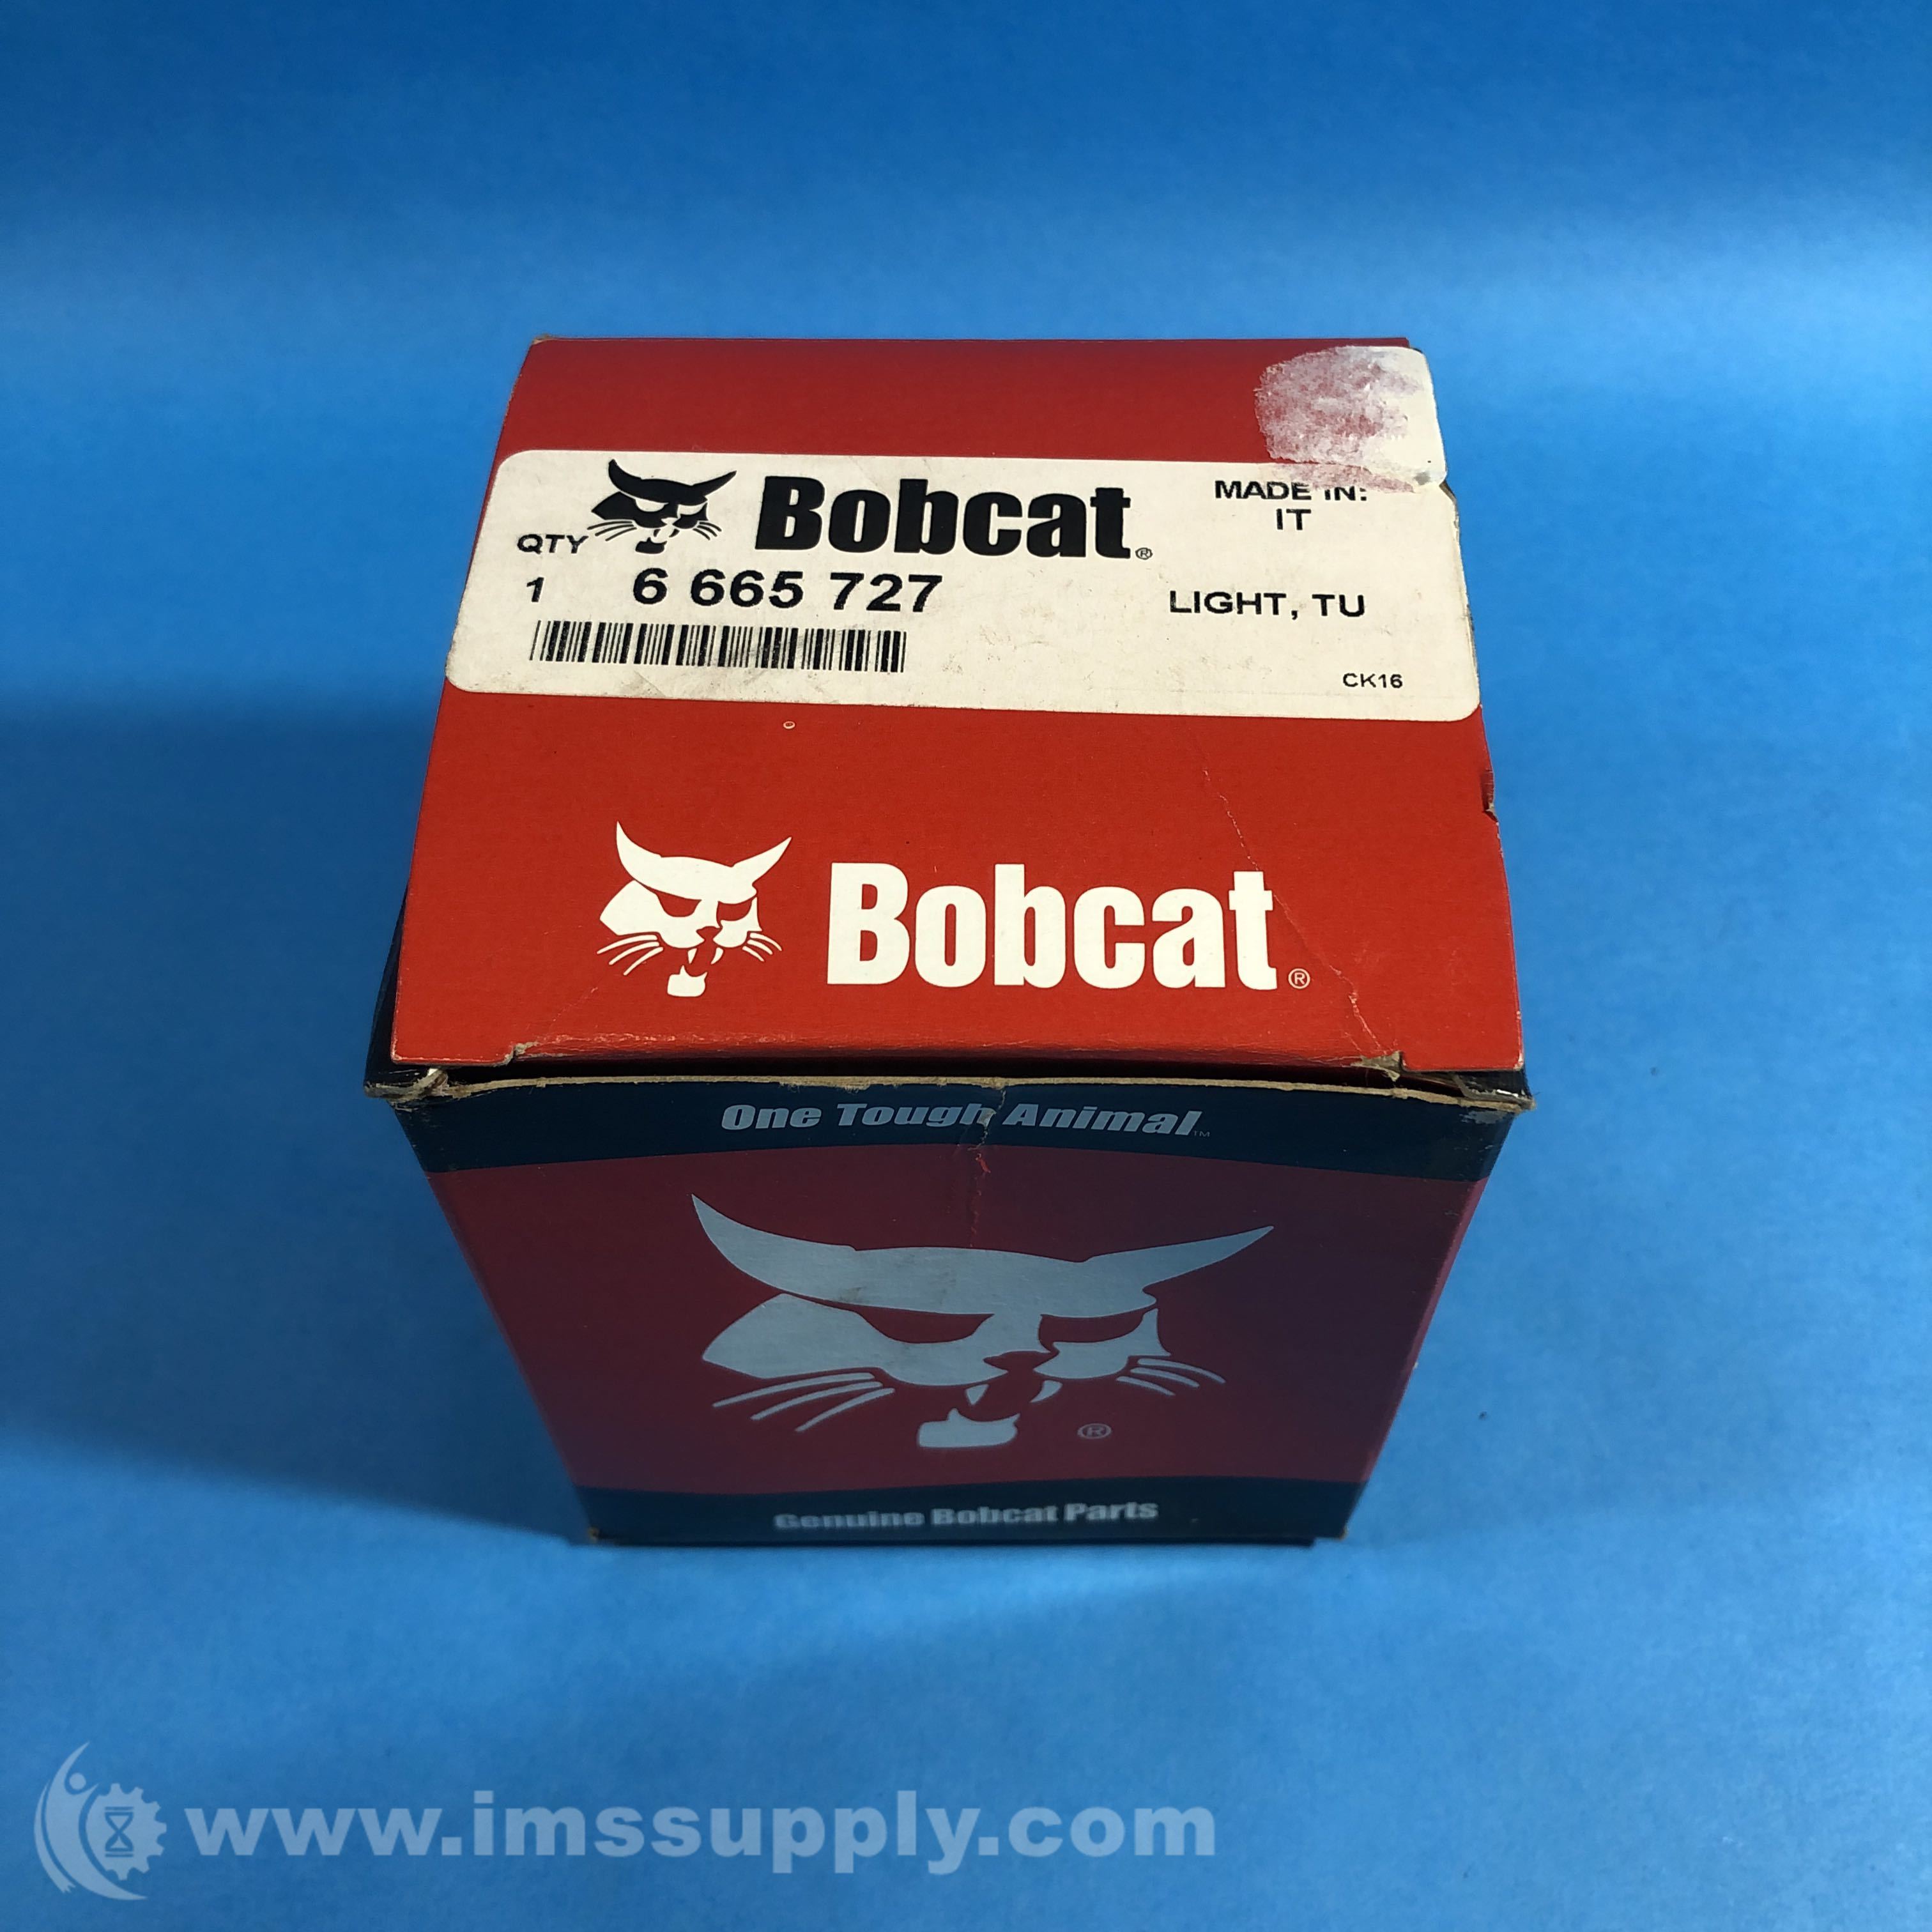 Bobcat®
MADE IN:
IT
QTY
1 6 665 727
LIGHT, TU
CK16
Bobcat®
One Tough Animal™
®
Genuine Bobcat Parts
www.imssupply.com